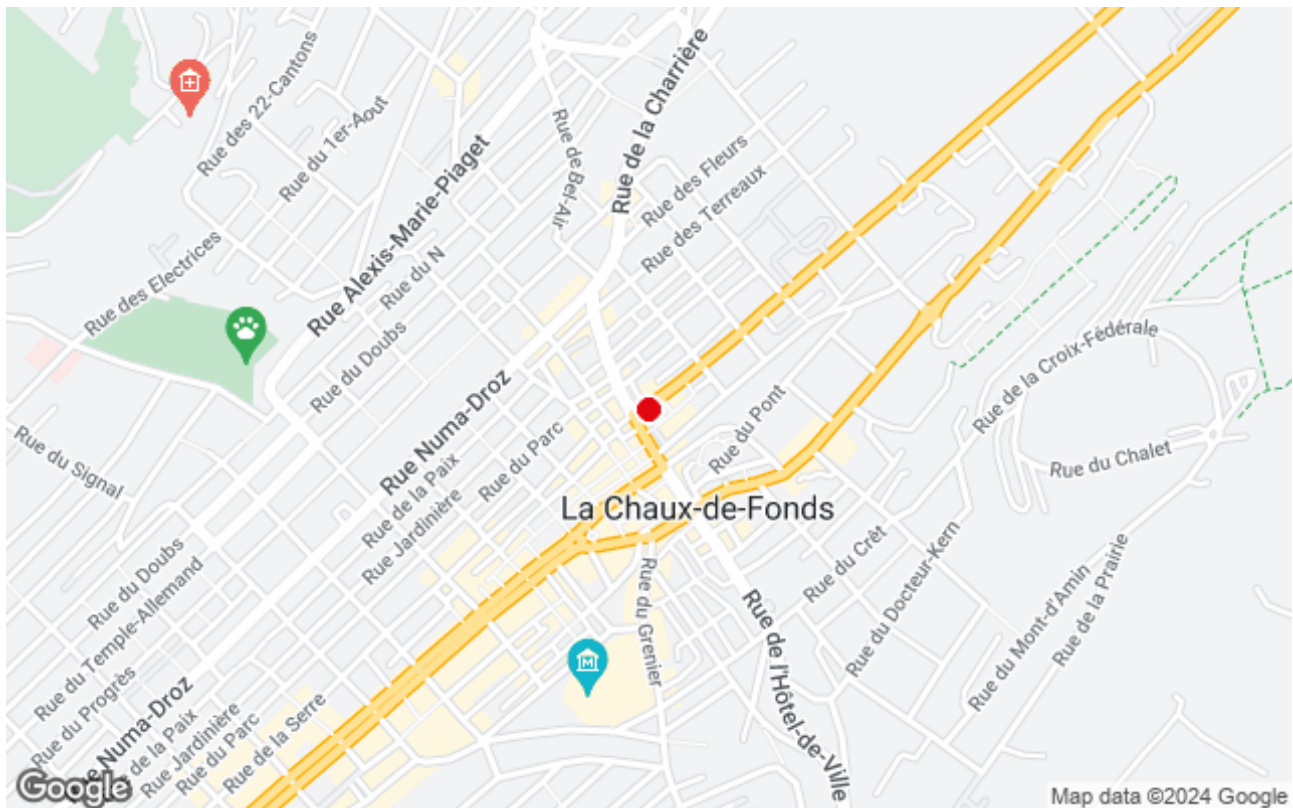 Rue des 22-Cantons
Rue du 1er-Aout
Rue de la Charrière
Rue de Bel-Air
Rue des Fleurs
Rue des Terreaux
Rue Alexis-Marie-Piaget
Rue du N
Rue des Electrices
Rue du Doubs
Rue Numa-Droz
Rue du Parc
Rue de la Paix
Rue Jardinière
Rue du Signal
Rue du Pont
Rue de la Croix-Fédérale
Rue du Chalet
La Chaux-de-Fonds
Rue du Crêt
Rue du Docteur-Kern
Rue du Mont-d'Amin
Rue de la Prairie
Rue du Grenier
Rue de l'Hôtel-de-Ville
M
Rue du Doubs
Rue du Temple-Allemand
Rue du Progrès
e Numa-Droz
de la Paix
Rue Jardinière
Rue du Parc
Rue de la Serre
Google
Map data ©2024 Google